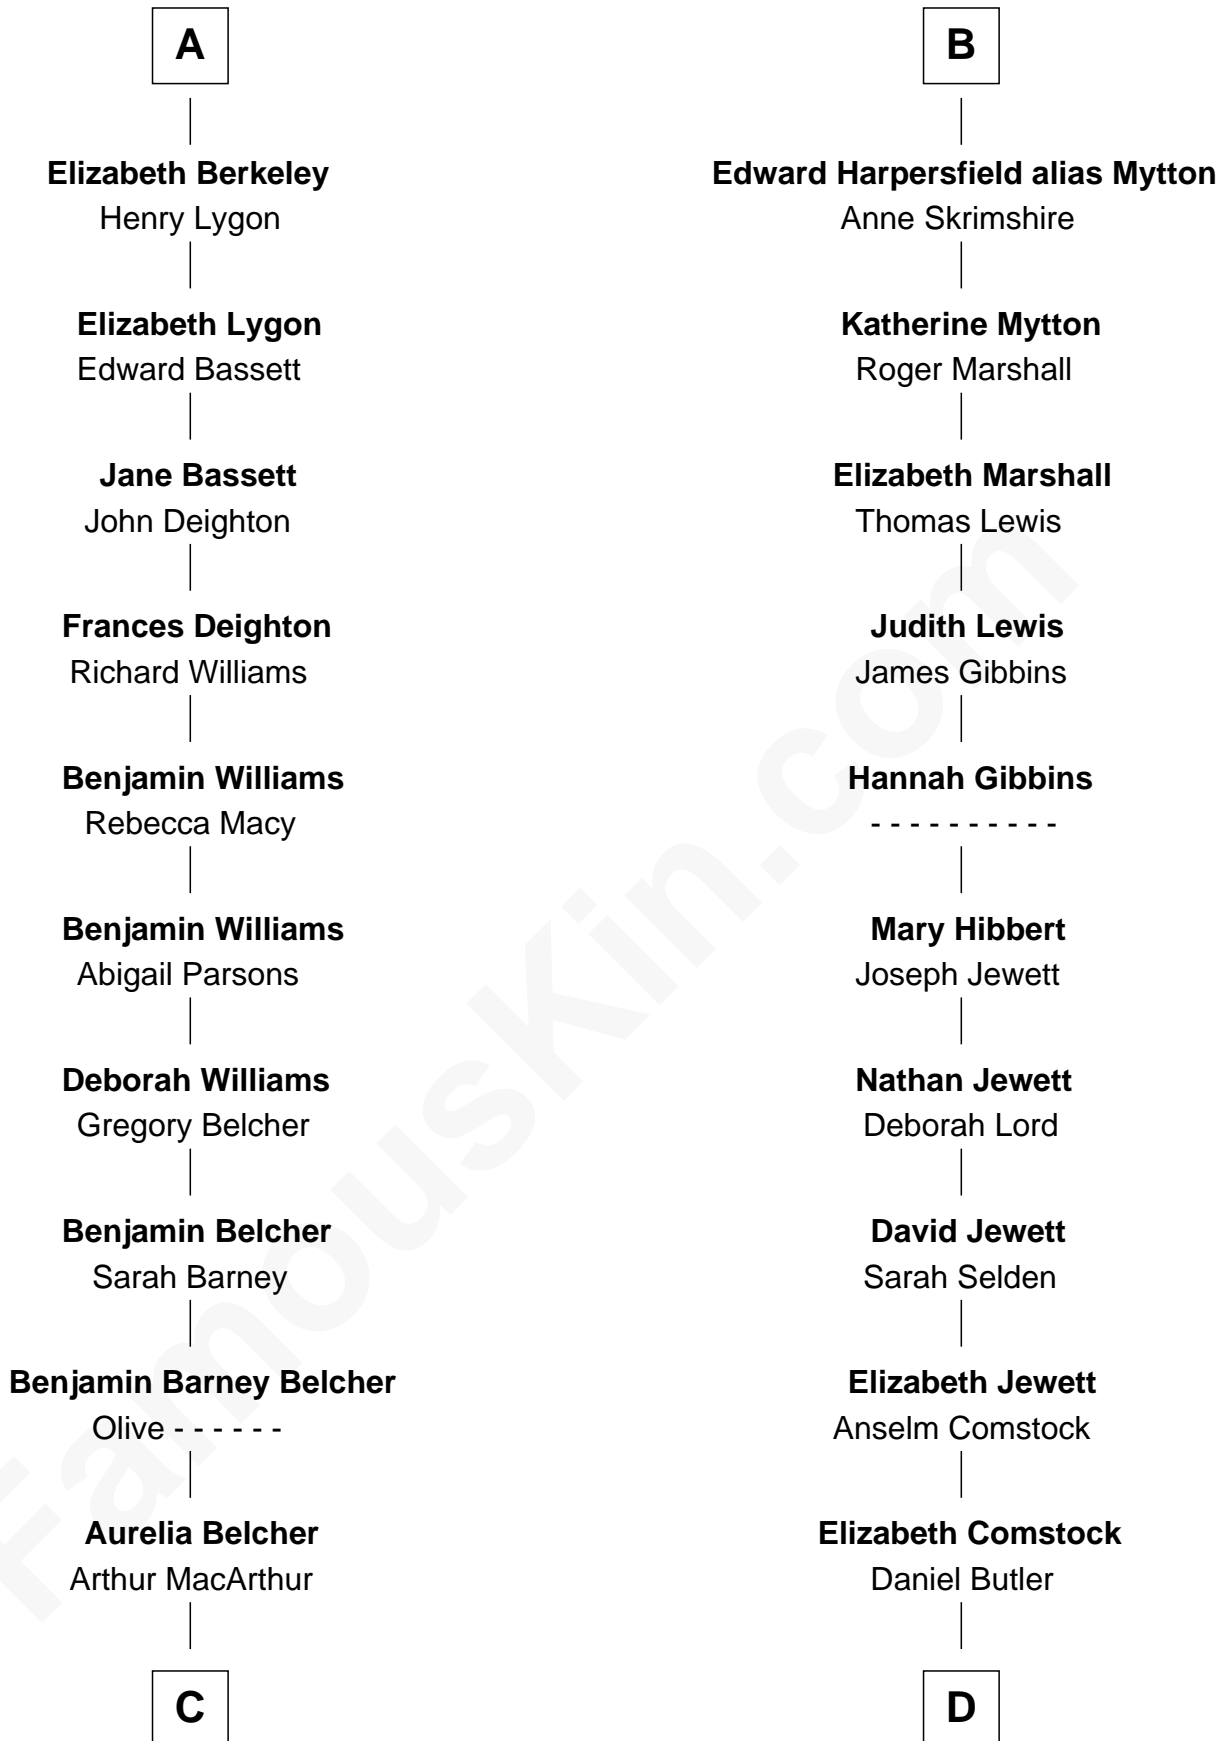 A
Elizabeth Berkeley
Henry Lygon
Elizabeth Lygon
Edward Bassett
Jane Bassett
John Deighton
Frances Deighton
Richard Williams
Benjamin Williams
Rebecca Macy
Benjamin Williams
Abigail Parsons
Deborah Williams
Gregory Belcher
Benjamin Belcher
Sarah Barney
Benjamin Barney Belcher
Olive - - - - - -
Aurelia Belcher
Arthur MacArthur
C
B
Edward Harpersfield alias Mytton
Anne Skrimshire
Katherine Mytton
Roger Marshall
Elizabeth Marshall
Thomas Lewis
Judith Lewis
James Gibbins
Hannah Gibbins
- - - - - - - - - -
Mary Hibbert
Joseph Jewett
Nathan Jewett
Deborah Lord
David Jewett
Sarah Selden
Elizabeth Jewett
Anselm Comstock
Elizabeth Comstock
Daniel Butler
D
FamousKin.com